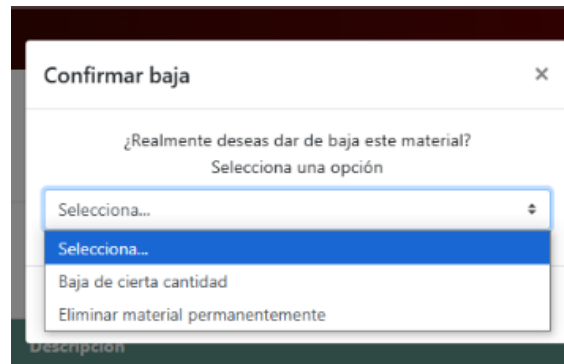 Confirmar baja ×
¿Realmente deseas dar de baja este material?
Selecciona una opción
Selecciona...
Selecciona...
Baja de cierta cantidad
Eliminar material permanentemente
Descripción